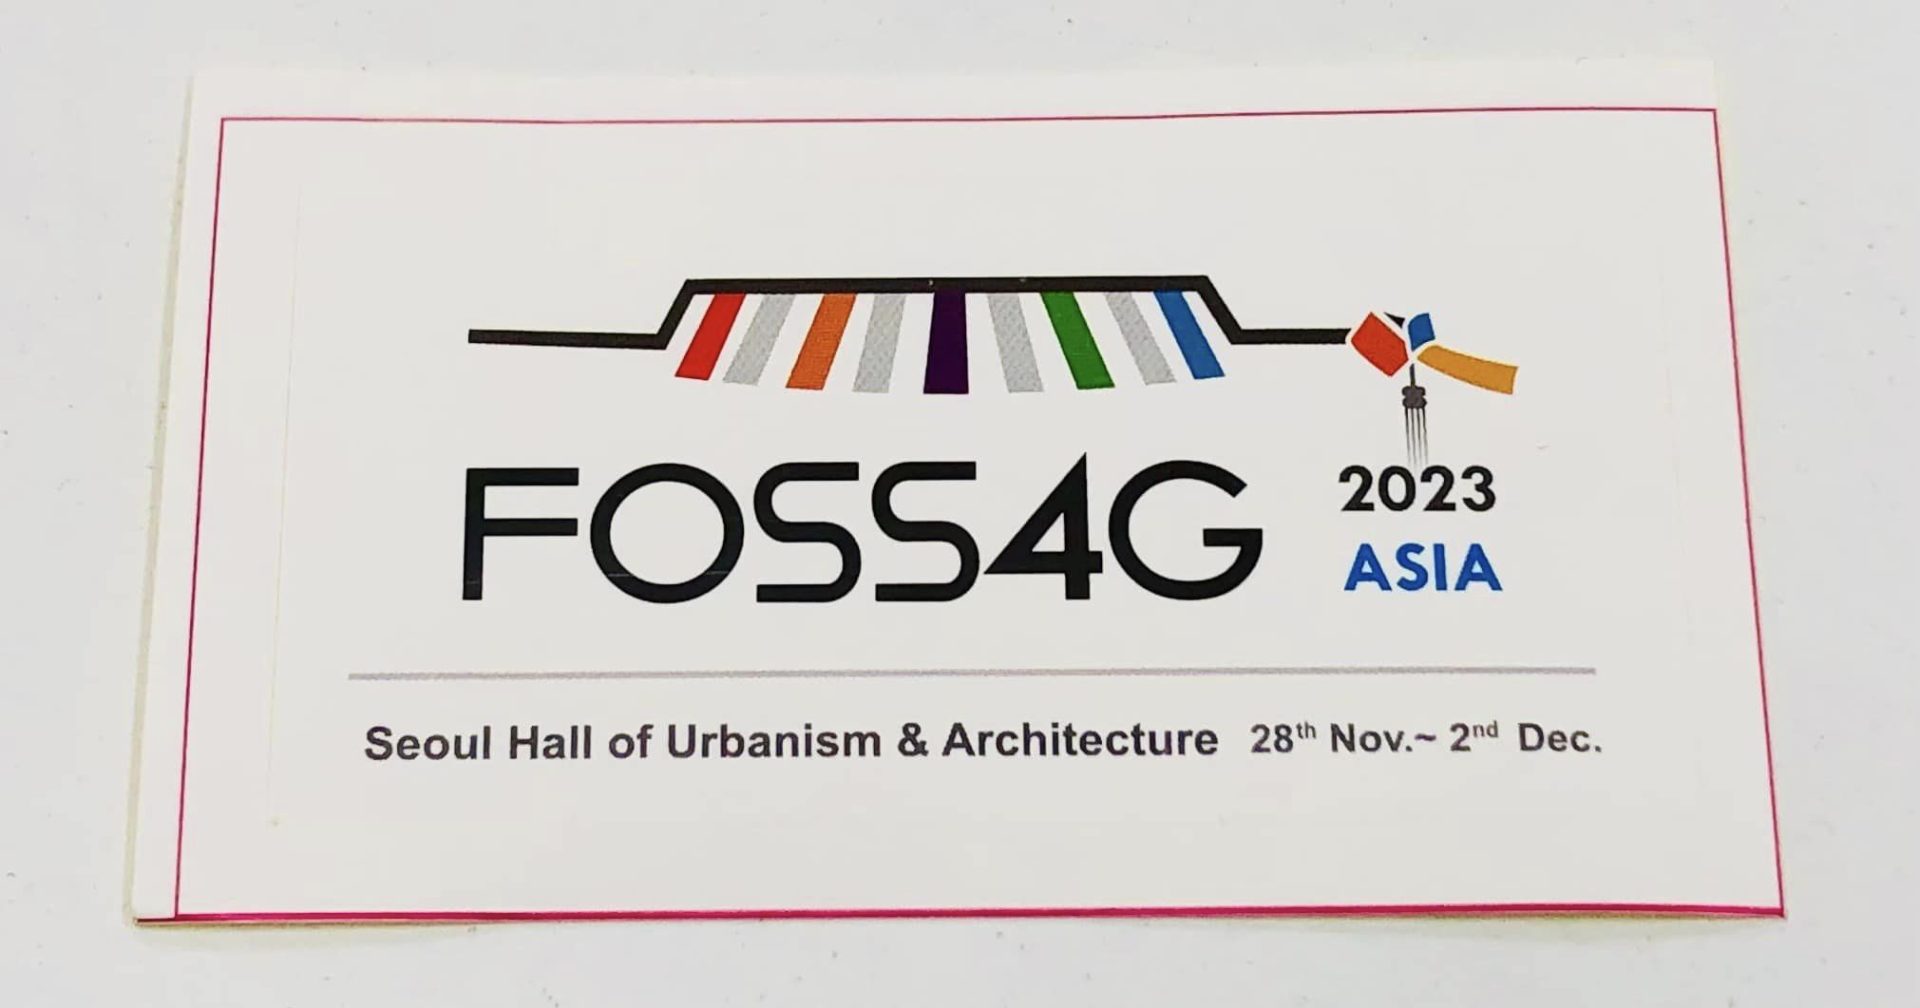 FOSS4G 2023
ASIA
Seoul Hall of Urbanism & Architecture 28th Nov.~ 2nd Dec.